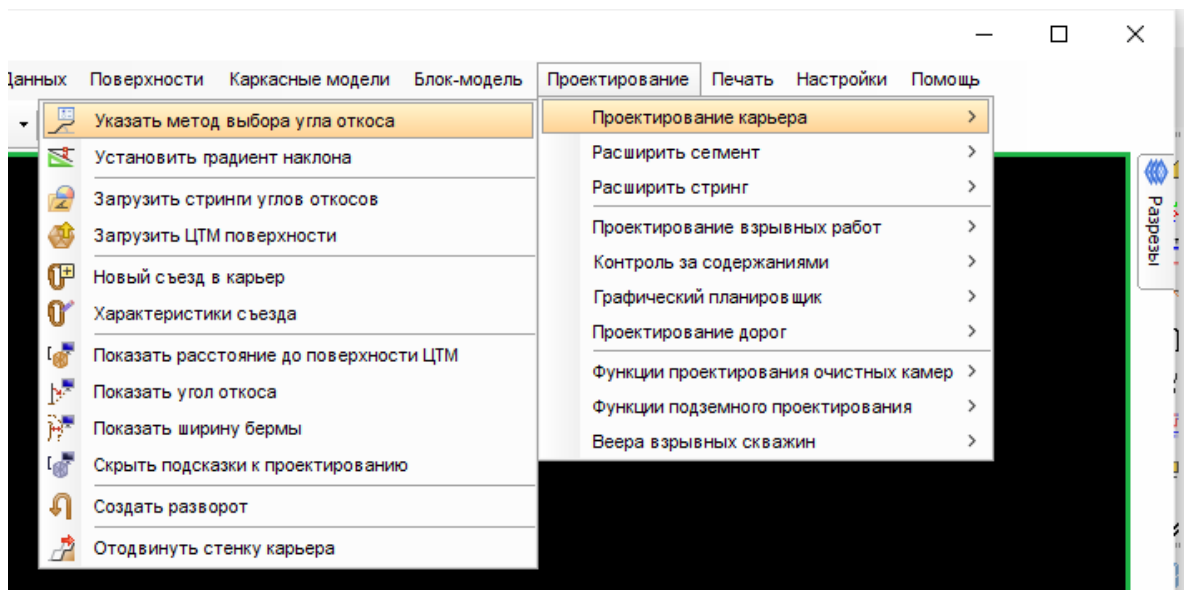 Данных Поверхности Каркасные модели Блок-модель Проектирование Печать Настройки Помощь
Указать метод выбора угла откоса
Установить градиент наклона
Загрузить стринги углов откосов
Загрузить ЦТМ поверхности
Новый съезд в карьер
Характеристики съезда
Показать расстояние до поверхности ЦТМ
Показать угол откоса
Показать ширину бермы
Скрыть подсказки к проектированию
Создать разворот
Отодвинуть стенку карьера
Проектирование карьера
Расширить сегмент
Расширить стринг
Проектирование взрывных работ
Контроль за содержаниями
Графический планировщик
Проектирование дорог
Функции проектирования очистных камер
Функции подземного проектирования
Веера взрывных скважин
Разрезы